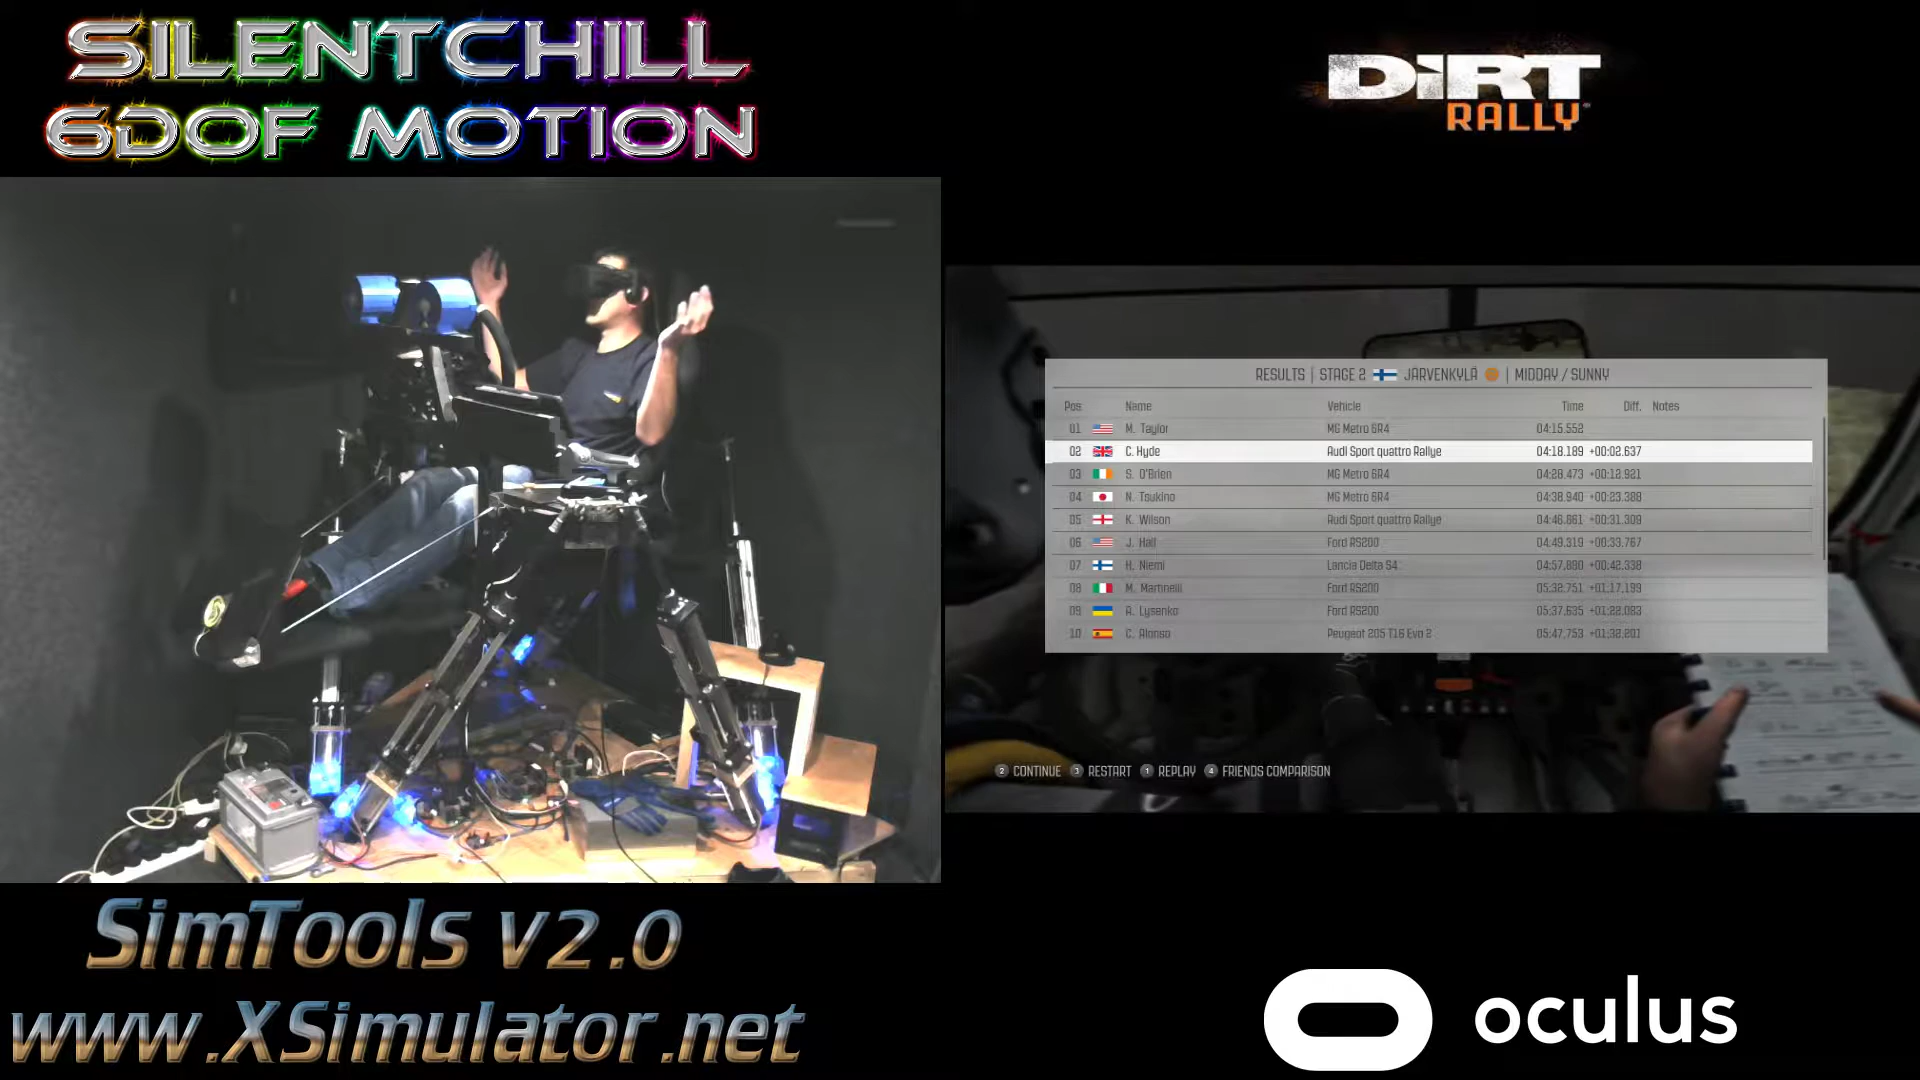 SILENTCHILL
6DOF MOTION
DiRT
RALLY
RESULTS | STAGE 2 JÄRVENKYLÄ | MIDDAY / SUNNY
Pos Name Vehicle Time Diff. Notes
01 M. Taylor MG Metro 6R4 04:15.552
02 C. Hyde Audi Sport quattro Rallye 04:18.189 +00:02.637
03 S. O'Brien MG Metro 6R4 04:28.473 +00:12.921
04 N. Tsukino MG Metro 6R4 04:38.940 +00:23.388
05 K. Wilson Audi Sport quattro Rallye 04:46.861 +00:31.309
06 J. Hall Ford RS200 04:49.319 +00:33.767
07 H. Niemi Lancia Delta S4 04:57.890 +00:42.338
08 M. Martinelli Ford RS200 05:32.751 +01:17.199
09 A. Lysenko Ford RS200 05:37.635 +01:22.083
10 C. Alonso Peugeot 205 T16 Evo 2 05:47.753 +01:32.201
2 CONTINUE 3 RESTART 1 REPLAY 4 FRIENDS COMPARISON
SimTools v2.0
www.XSimulator.net
oculus